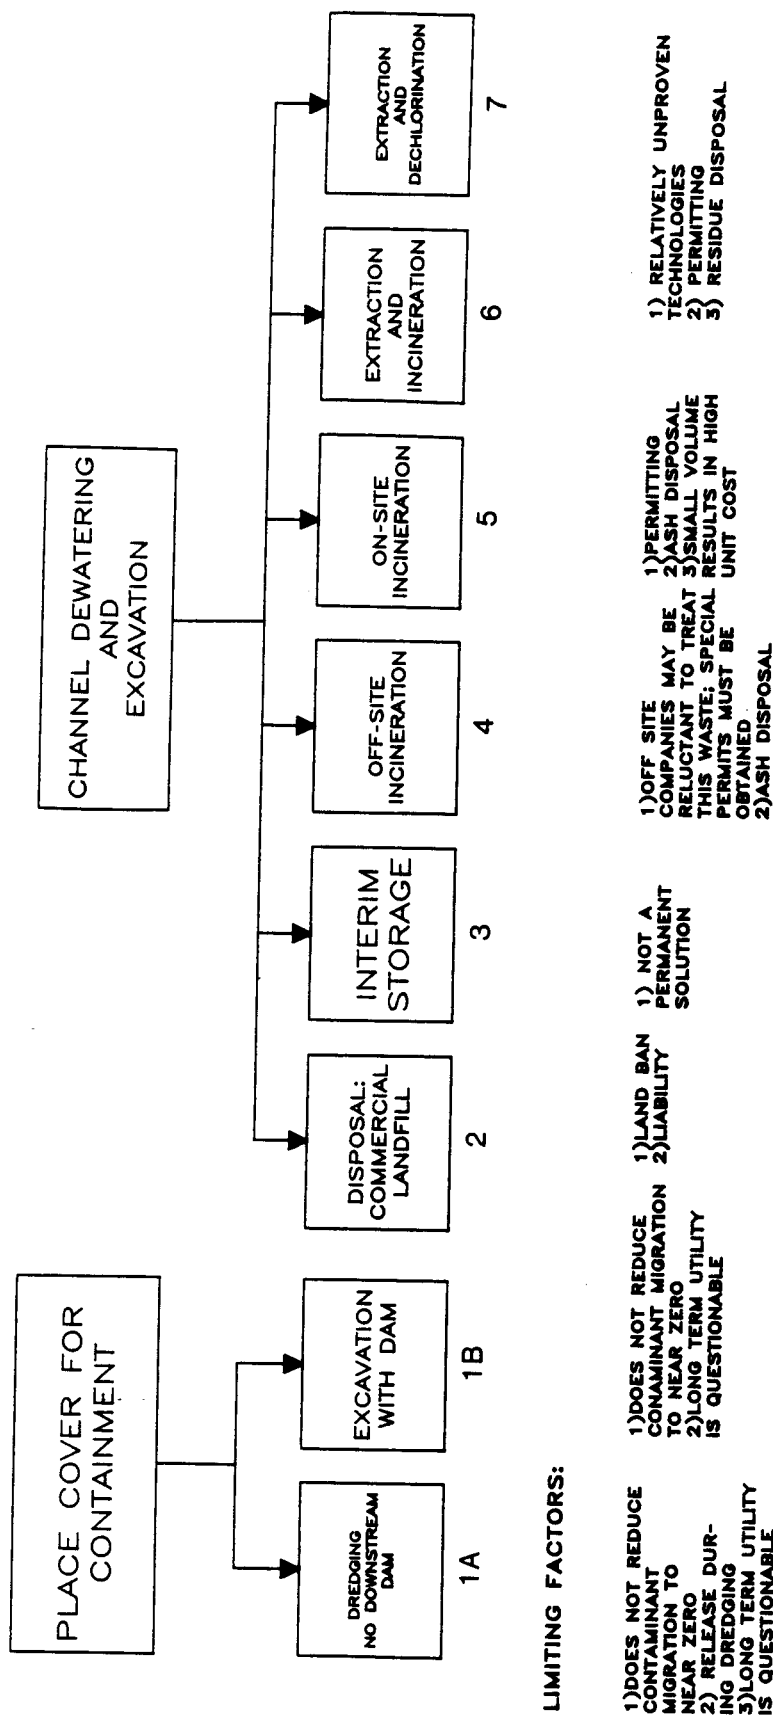 PLACE COVER FOR
CONTAINMENT
CHANNEL DEWATERING
AND
EXCAVATION
DREDGING
NO DOWNSTREAM
DAM
EXCAVATION
WITH DAM
DISPOSAL:
COMMERCIAL
LANDFILL
INTERIM
STORAGE
OFF-SITE
INCINERATION
ON-SITE
INCINERATION
EXTRACTION
AND
INCINERATION
EXTRACTION
AND
DECHLORINATION
1A
1B
2
3
4
5
6
7
LIMITING FACTORS:
1)DOES NOT REDUCE
CONTAMINANT
MIGRATION TO
NEAR ZERO
2) RELEASE DUR-
ING DREDGING
3)LONG TERM UTILITY
IS QUESTIONABLE
1)DOES NOT REDUCE
CONAMINANT MIGRATION
TO NEAR ZERO
2)LONG TERM UTILITY
IS QUESTIONABLE
1)LAND BAN
2)LIABILITY
1) NOT A
PERMANENT
SOLUTION
1)OFF SITE
COMPANIES MAY BE
RELUCTANT TO TREAT
THIS WASTE; SPECIAL
PERMITS MUST BE
OBTAINED
2)ASH DISPOSAL
1)PERMITTING
2)ASH DISPOSAL
3)SMALL VOLUME
RESULTS IN HIGH
UNIT COST
1) RELATIVELY UNPROVEN
TECHNOLOGIES
2) PERMITTING
3) RESIDUE DISPOSAL